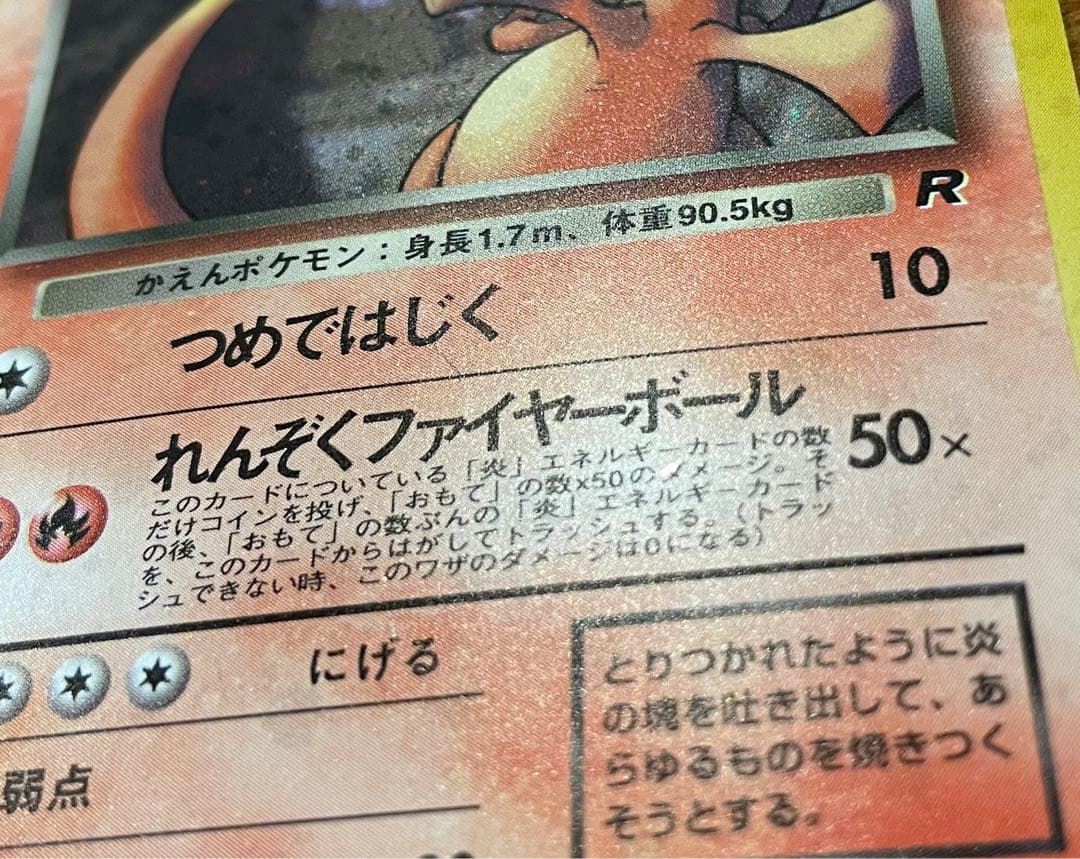 かえんポケモン：身長1.7m、体重90.5kg
R
つめではじく 10
れんぞくファイヤーボール 50×
このカードについている「炎」エネルギーカードの数
だけコインを投げ、「おもて」の数×50のダメージ。そ
の後、「おもて」の数ぶんの「炎」エネルギーカード
を、このカードからはがしてトラッシュする。（トラッ
シュできない時、このワザのダメージは0になる）
にげる
とりつかれたように炎
の塊を吐き出して、あ
らゆるものを焼きつく
そうとする。
弱点